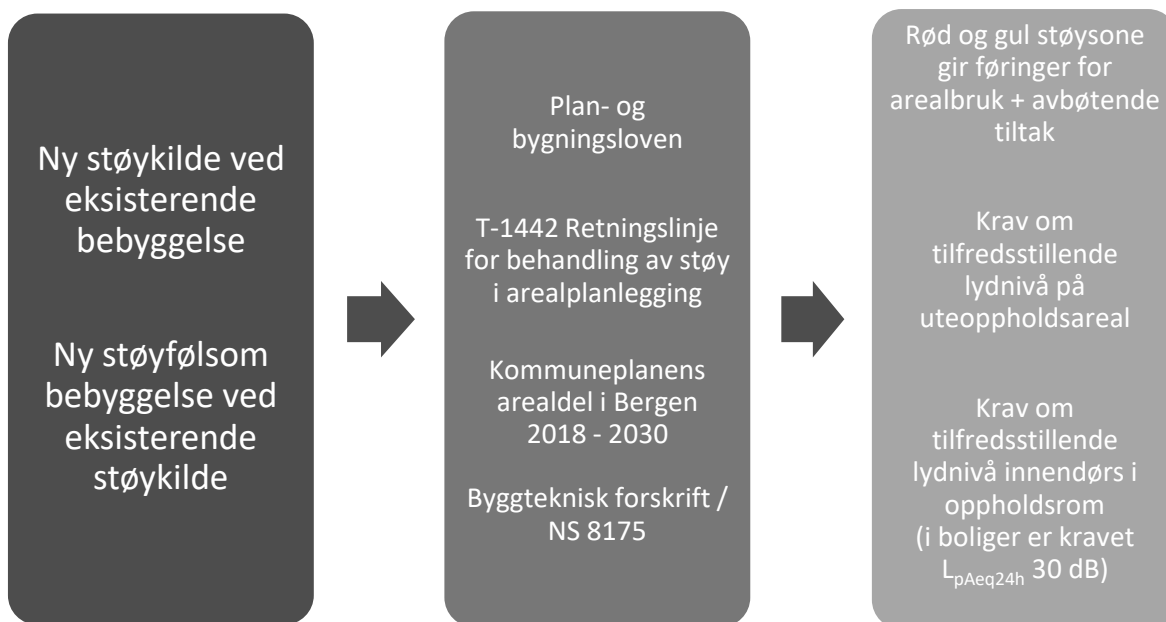 Ny støykilde ved
eksisterende
bebyggelse
Ny støyfølsom
bebyggelse ved
eksisterende
støykilde
Plan- og
bygningsloven
T-1442 Retningslinje
for behandling av støy
i arealplanlegging
Kommuneplanens
arealdel i Bergen
2018 - 2030
Byggteknisk forskrift /
NS 8175
Rød og gul støysone
gir føringer for
arealbruk + avbøtende
tiltak
Krav om
tilfredsstillende
lydnivå på
uteoppholdsareal
Krav om
tilfredsstillende
lydnivå innendørs i
oppholdsrom
(i boliger er kravet
LpAeq24h 30 dB)